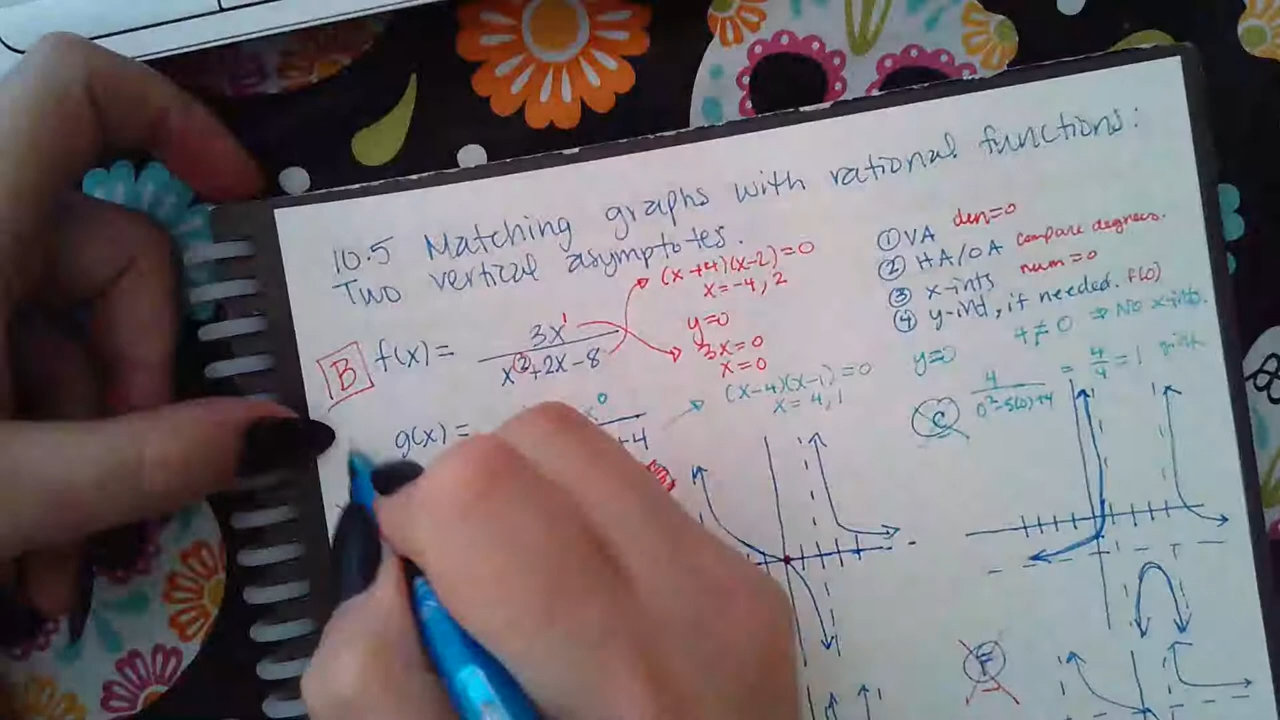 10.5 Matching graphs with rational functions:
Two vertical asymptotes.
① VA den=0
② HA/OA compare degrees.
③ x-ints num=0
④ y-int, if needed. f(0)
(x+4)(x-2)=0
x=-4, 2
y=0
3x=0
x=0
B f(x)= 3x¹ / x²+2x-8
4≠0 ⇒ No x-ints.
y=0
4 / 0²-5(0)+4 = 4/4 = 1
(x-4)(x-1)=0
x=4,1
g(x)= x⁰ +4
C
F